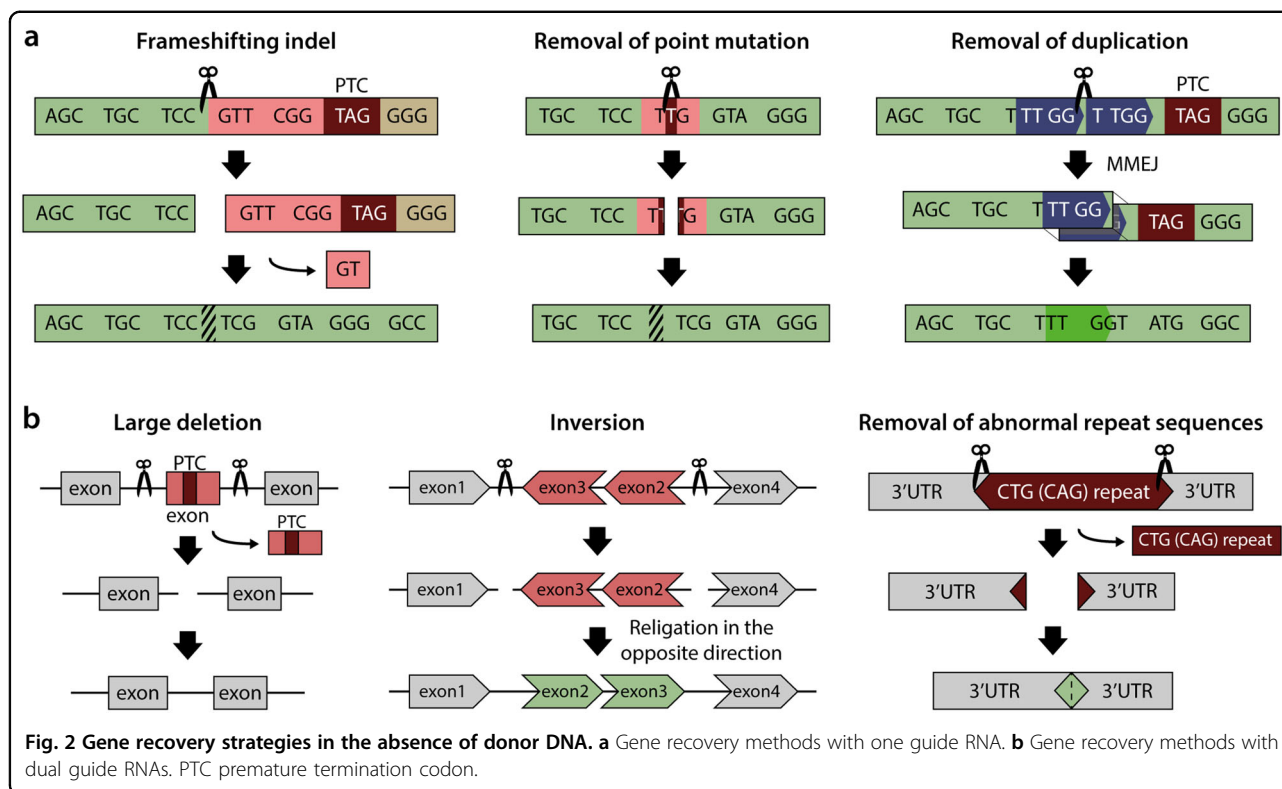 a
Frameshifting indel
PTC
AGC TGC TCC GTT CGG TAG GGG
AGC TGC TCC GTT CGG TAG GGG
GT
AGC TGC TCC TCG GTA GGG GCC
Removal of point mutation
TGC TCC TTG GTA GGG
TGC TCC TT TG GTA GGG
TGC TCC TCG GTA GGG
Removal of duplication
PTC
AGC TGC T TT GG T TGG TAG GGG
MMEJ
AGC TGC T TT GG TAG GGG
AGC TGC TTT GGT ATG GGC
b
Large deletion
PTC
exon exon
exon
PTC
exon exon
exon exon
Inversion
exon1 exon3 exon2 exon4
exon1 exon3 exon2 exon4
Religation in the
opposite direction
exon1 exon2 exon3 exon4
Removal of abnormal repeat sequences
3'UTR CTG (CAG) repeat 3'UTR
CTG (CAG) repeat
3'UTR 3'UTR
3'UTR 3'UTR
Fig. 2 Gene recovery strategies in the absence of donor DNA. a Gene recovery methods with one guide RNA. b Gene recovery methods with
dual guide RNAs. PTC premature termination codon.